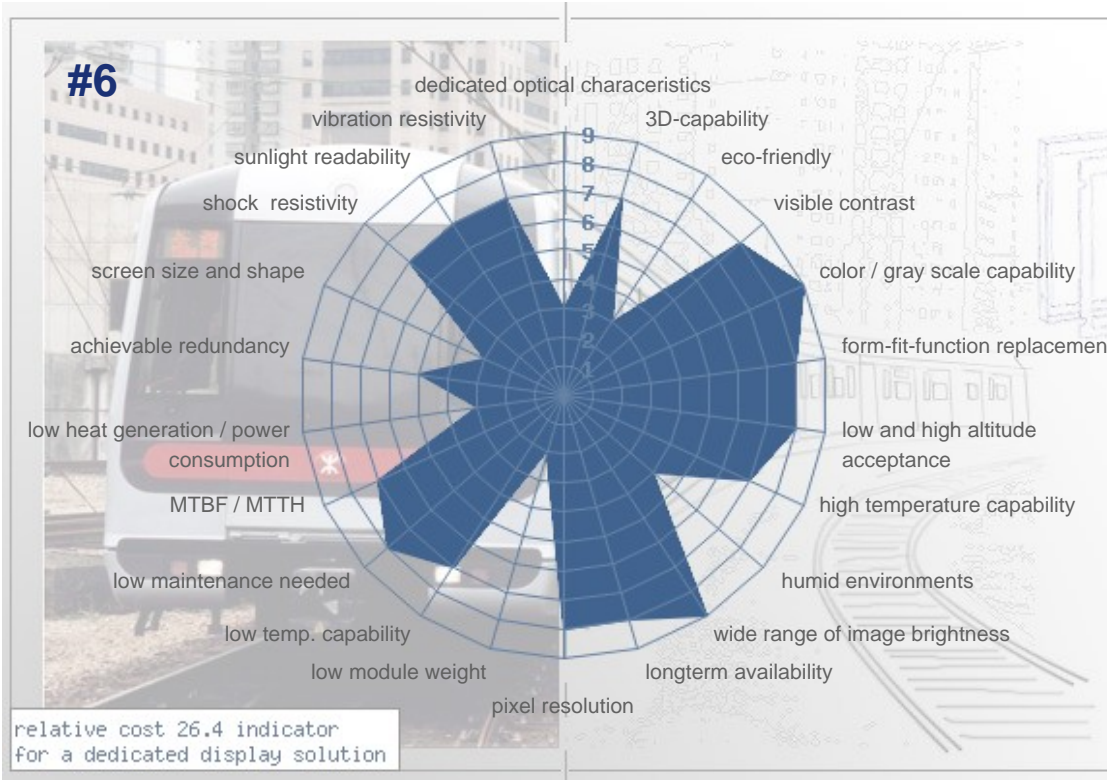 #6
dedicated optical characeristics
vibration resistivity
3D-capability
sunlight readability
eco-friendly
shock resistivity
visible contrast
screen size and shape
color / gray scale capability
achievable redundancy
form-fit-function replacemen
low heat generation / power
consumption
low and high altitude
acceptance
MTBF / MTTH
high temperature capability
low maintenance needed
humid environments
low temp. capability
wide range of image brightness
low module weight
longterm availability
pixel resolution
9
8
7
6
5
4
3
2
1
relative cost 26.4 indicator
for a dedicated display solution